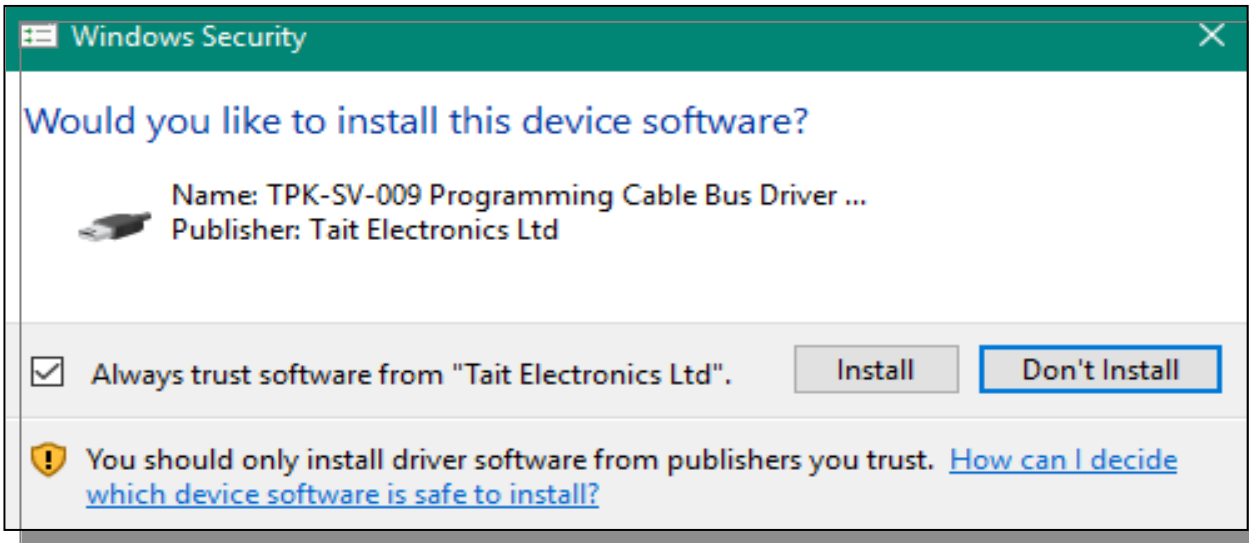 Windows Security
Would you like to install this device software?
Name: TPK-SV-009 Programming Cable Bus Driver ...
Publisher: Tait Electronics Ltd
Always trust software from "Tait Electronics Ltd".
Install
Don't Install
You should only install driver software from publishers you trust. How can I decide
which device software is safe to install?